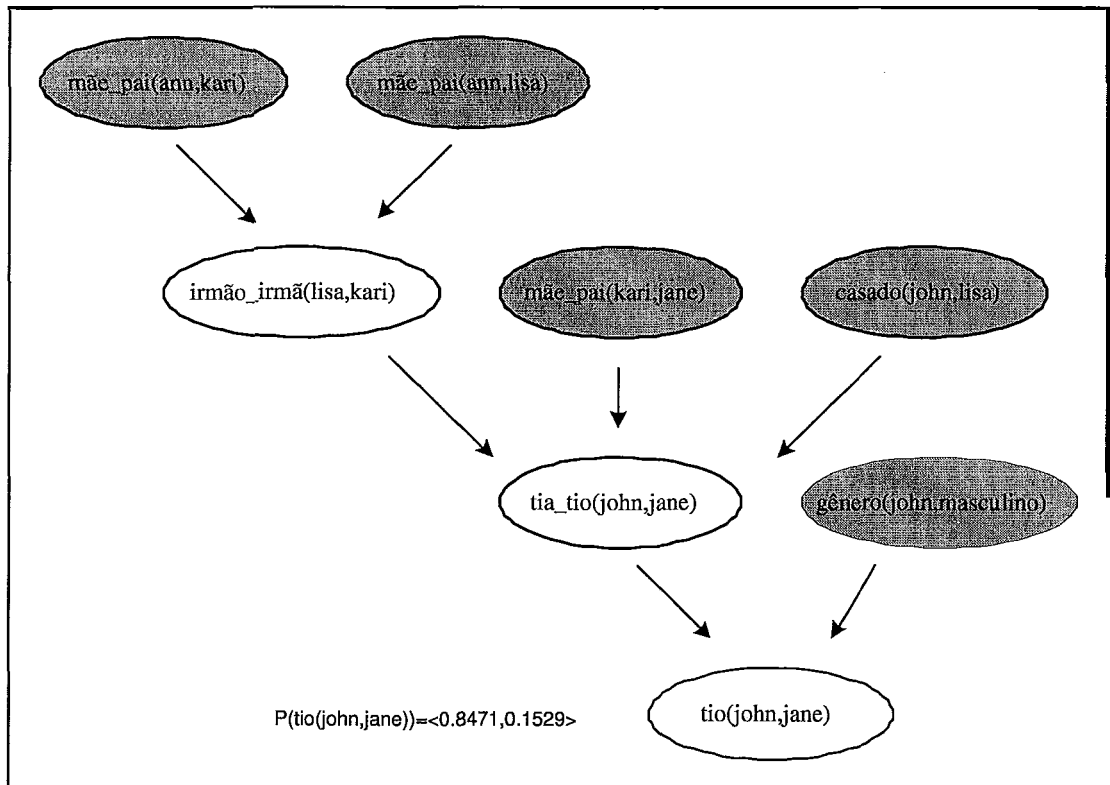 mãe_pai(ann,kari) mãe_pai(ann,lisa)
irmão_irmã(lisa,kari) mãe_pai(kari,jane) casado(john,lisa)
tia_tio(john,jane) gênero(john,masculino)
P(tio(john,jane))=<0.8471,0.1529> tio(john,jane)